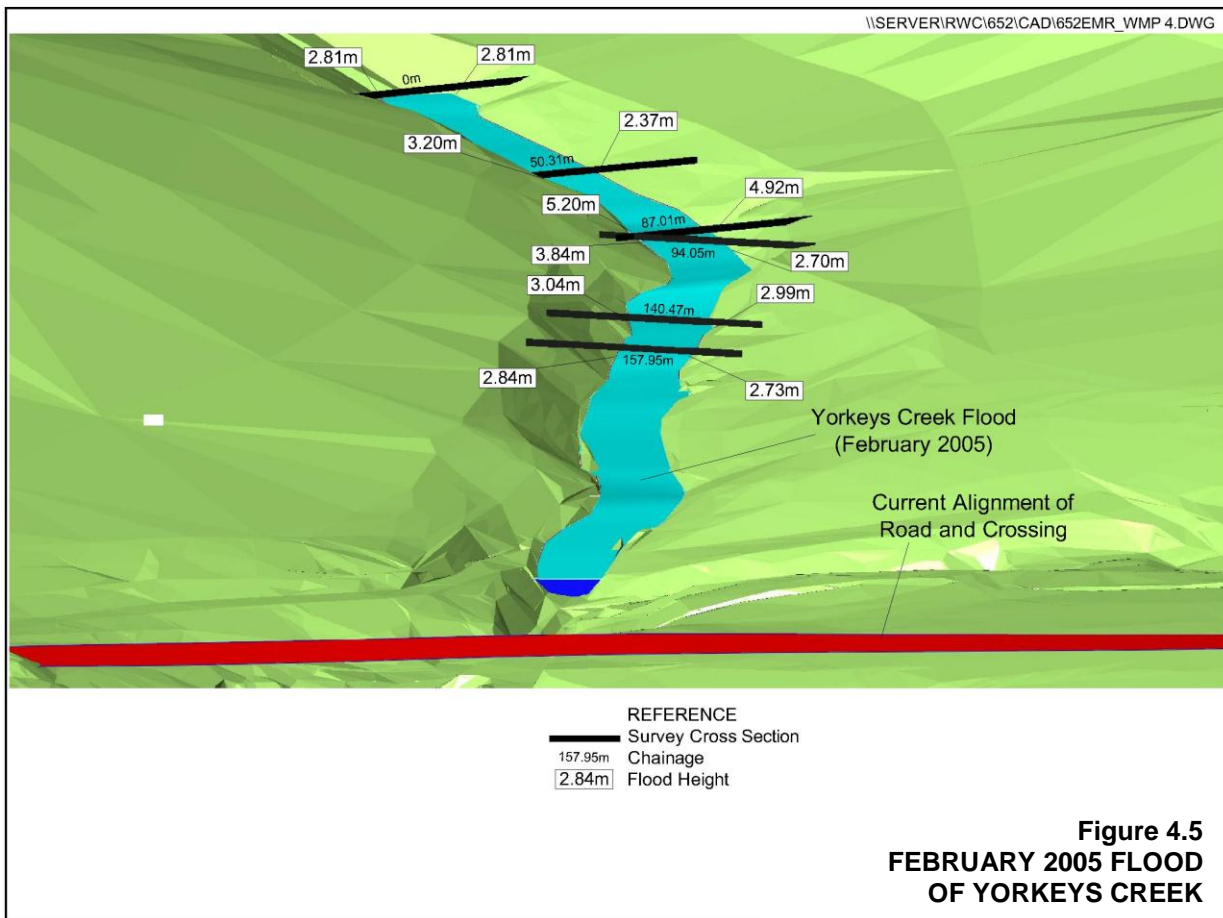 \\SERVER\RWC\652\CAD\652EMR_WMP 4.DWG
2.81m
0m
2.81m
2.37m
3.20m
50.31m
4.92m
5.20m
87.01m
3.84m
94.05m
2.70m
3.04m
140.47m
2.99m
2.84m
157.95m
2.73m
Yorkeys Creek Flood
(February 2005)
Current Alignment of
Road and Crossing
REFERENCE
Survey Cross Section
157.95m Chainage
2.84m Flood Height
Figure 4.5
FEBRUARY 2005 FLOOD
OF YORKEYS CREEK